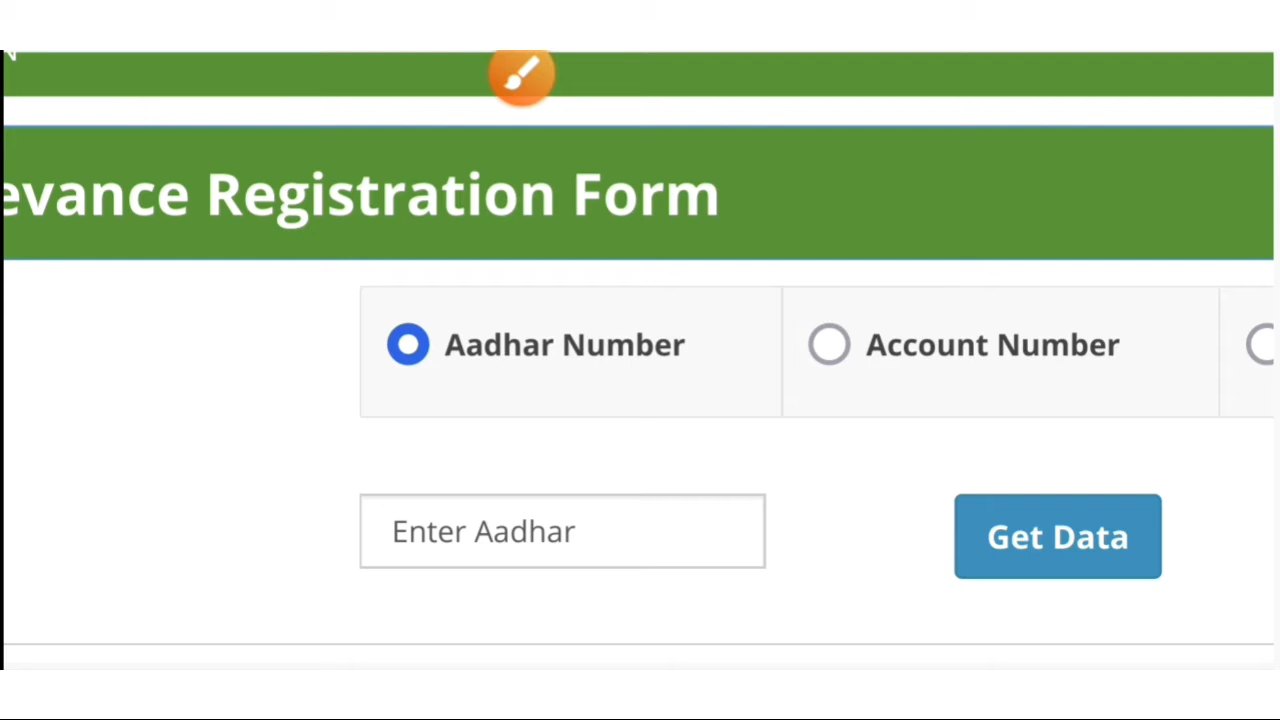 evance Registration Form
Aadhar Number
Account Number
Enter Aadhar
Get Data